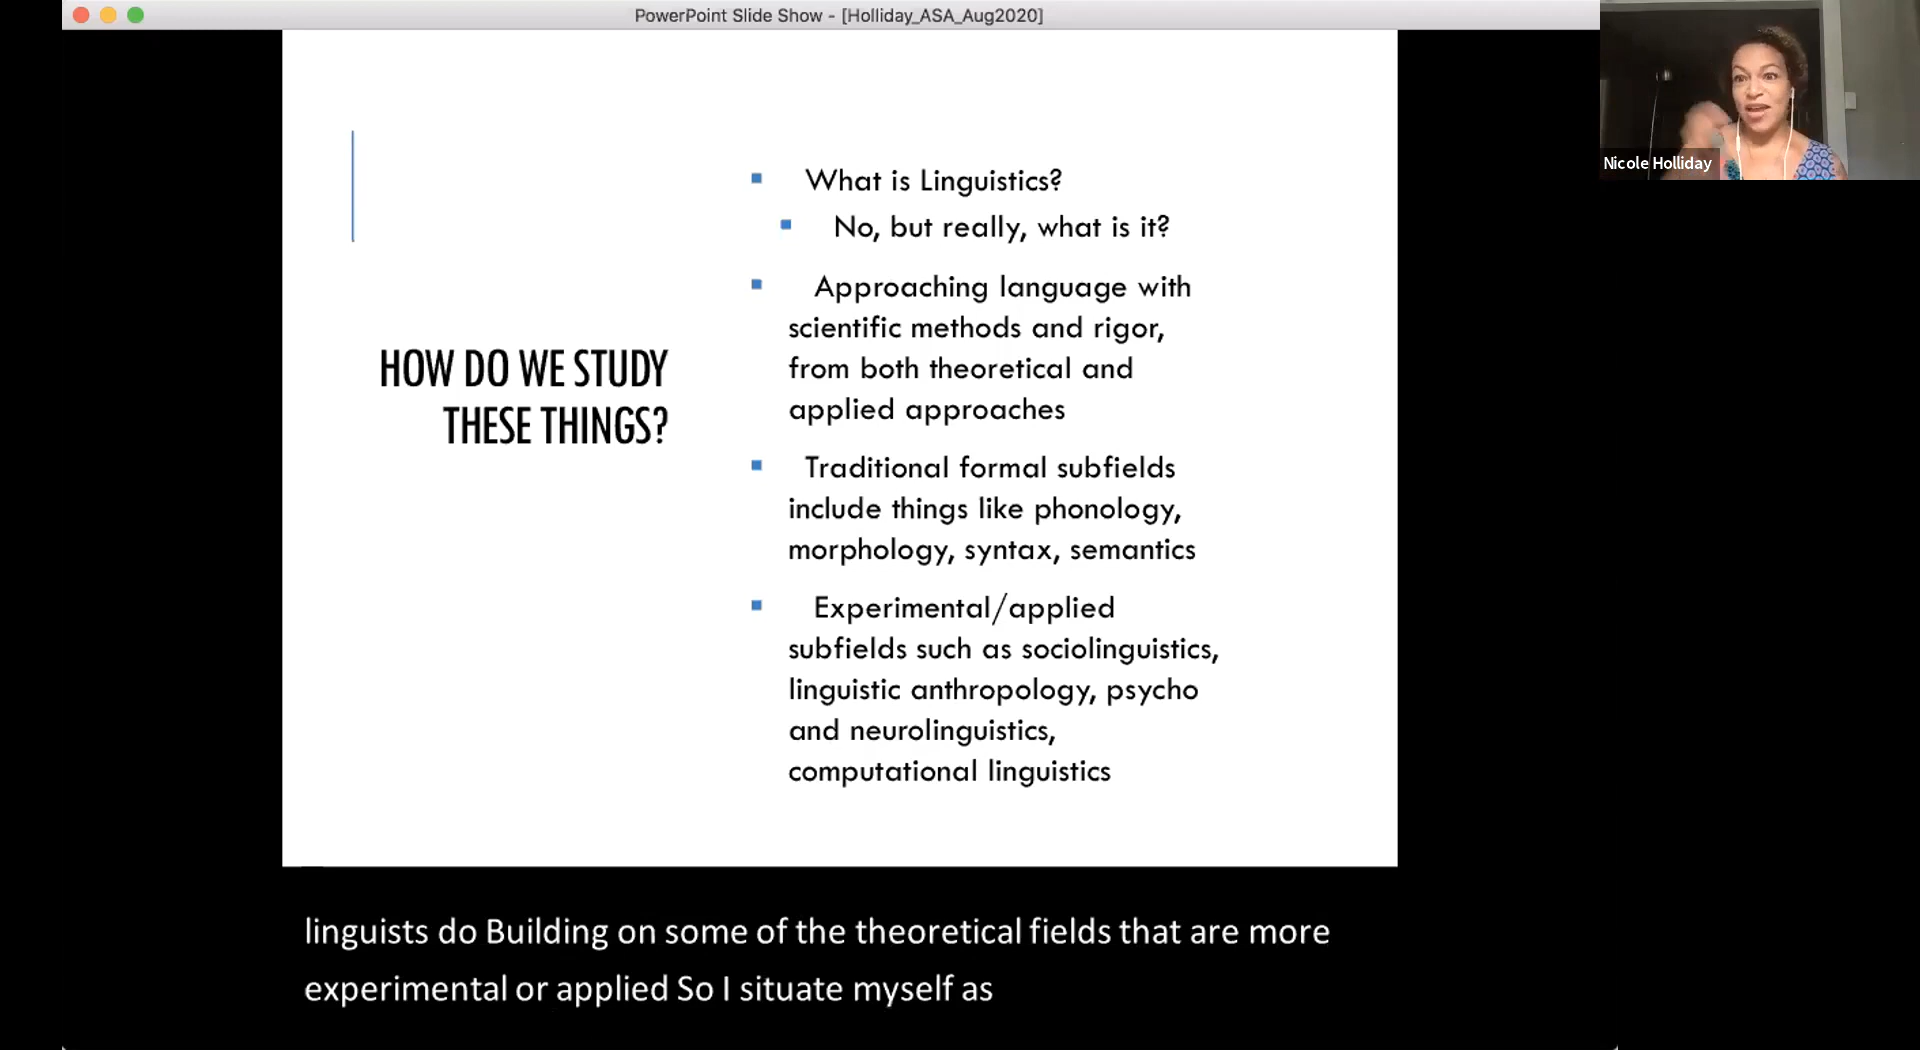 PowerPoint Slide Show - [Holliday_ASA_Aug2020]
Nicole Holliday
HOW DO WE STUDY
THESE THINGS?
What is Linguistics?
No, but really, what is it?
Approaching language with
scientific methods and rigor,
from both theoretical and
applied approaches
Traditional formal subfields
include things like phonology,
morphology, syntax, semantics
Experimental/applied
subfields such as sociolinguistics,
linguistic anthropology, psycho
and neurolinguistics,
computational linguistics
linguists do Building on some of the theoretical fields that are more
experimental or applied So I situate myself as